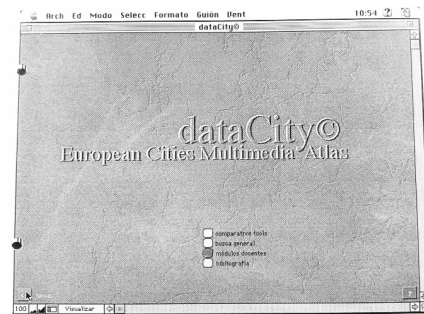 Arch Ed Modo Selecc Formato Guión Vent 10:54
dataCity©
dataCity©
European Cities Multimedia Atlas
comparative tools
busca general
módulos docentes
bibliografía
100 Visualizar